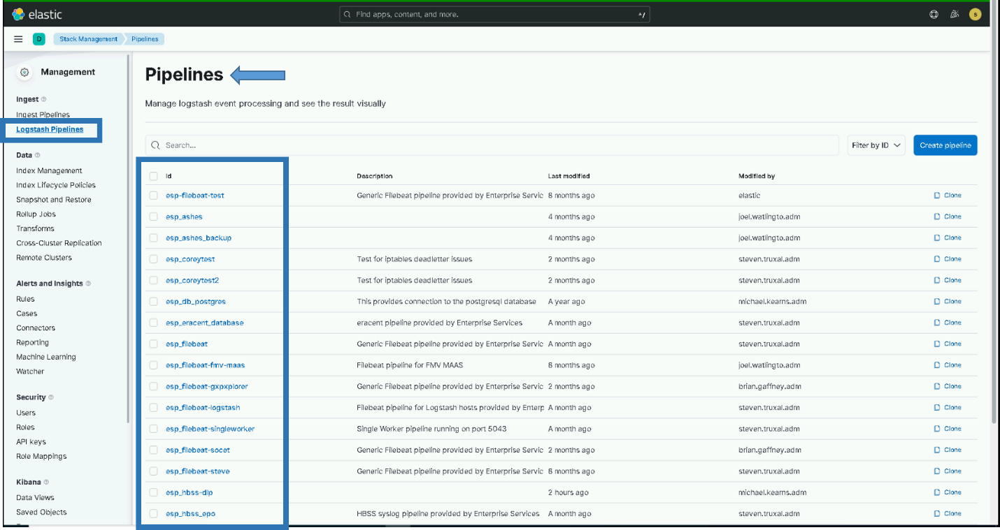 elastic
Find apps, content, and more.
^/
s
D
Stack Management
Pipelines
Management
Ingest
Ingest Pipelines
Logstash Pipelines
Data
Index Management
Index Lifecycle Policies
Snapshot and Restore
Rollup Jobs
Transforms
Cross-Cluster Replication
Remote Clusters
Alerts and Insights
Rules
Cases
Connectors
Reporting
Machine Learning
Watcher
Security
Users
Roles
API keys
Role Mappings
Kibana
Data Views
Saved Objects
Pipelines
Manage logstash event processing and see the result visually
Search...
Filter by ID
Create pipeline
Id Description Last modified Modified by
esp-filebeat-test Generic Filebeat pipeline provided by Enterprise Servic 8 months ago elastic Clone
esp_ashes 4 months ago joel.watlingto.adm Clone
esp_ashes_backup 4 months ago joel.watlingto.adm Clone
esp_coreytest Test for iptables deadletter issues 2 months ago steven.truxal.adm Clone
esp_coreytest2 Test for iptables deadletter issues 2 months ago steven.truxal.adm Clone
esp_db_postgres This provides connection to the postgresql database A year ago michael.kearns.adm Clone
esp_eracent_database eracent pipeline provided by Enterprise Services A month ago steven.truxal.adm Clone
esp_filebeat Generic Filebeat pipeline provided by Enterprise Servic A month ago steven.truxal.adm Clone
esp_filebeat-fmv-maas Filebeat pipeline for FMV MAAS 8 months ago joel.watlingto.adm Clone
esp_filebeat-gxpxplorer Generic Filebeat pipeline provided by Enterprise Servic 2 months ago brian.gaffney.adm Clone
esp_filebeat-logstash Filebeat pipeline for Logstash hosts provided by Enterp A month ago steven.truxal.adm Clone
esp_filebeat-singleworker Single Worker pipeline running on port 5043 A month ago steven.truxal.adm Clone
esp_filebeat-socet Generic Filebeat pipeline provided by Enterprise Servic 2 months ago brian.gaffney.adm Clone
esp_filebeat-steve Generic Filebeat pipeline provided by Enterprise Servic 8 months ago steven.truxal.adm Clone
esp_hbss-dlp 2 hours ago michael.kearns.adm Clone
esp_hbss_epo HBSS syslog pipeline provided by Enterprise Services A month ago steven.truxal.adm Clone